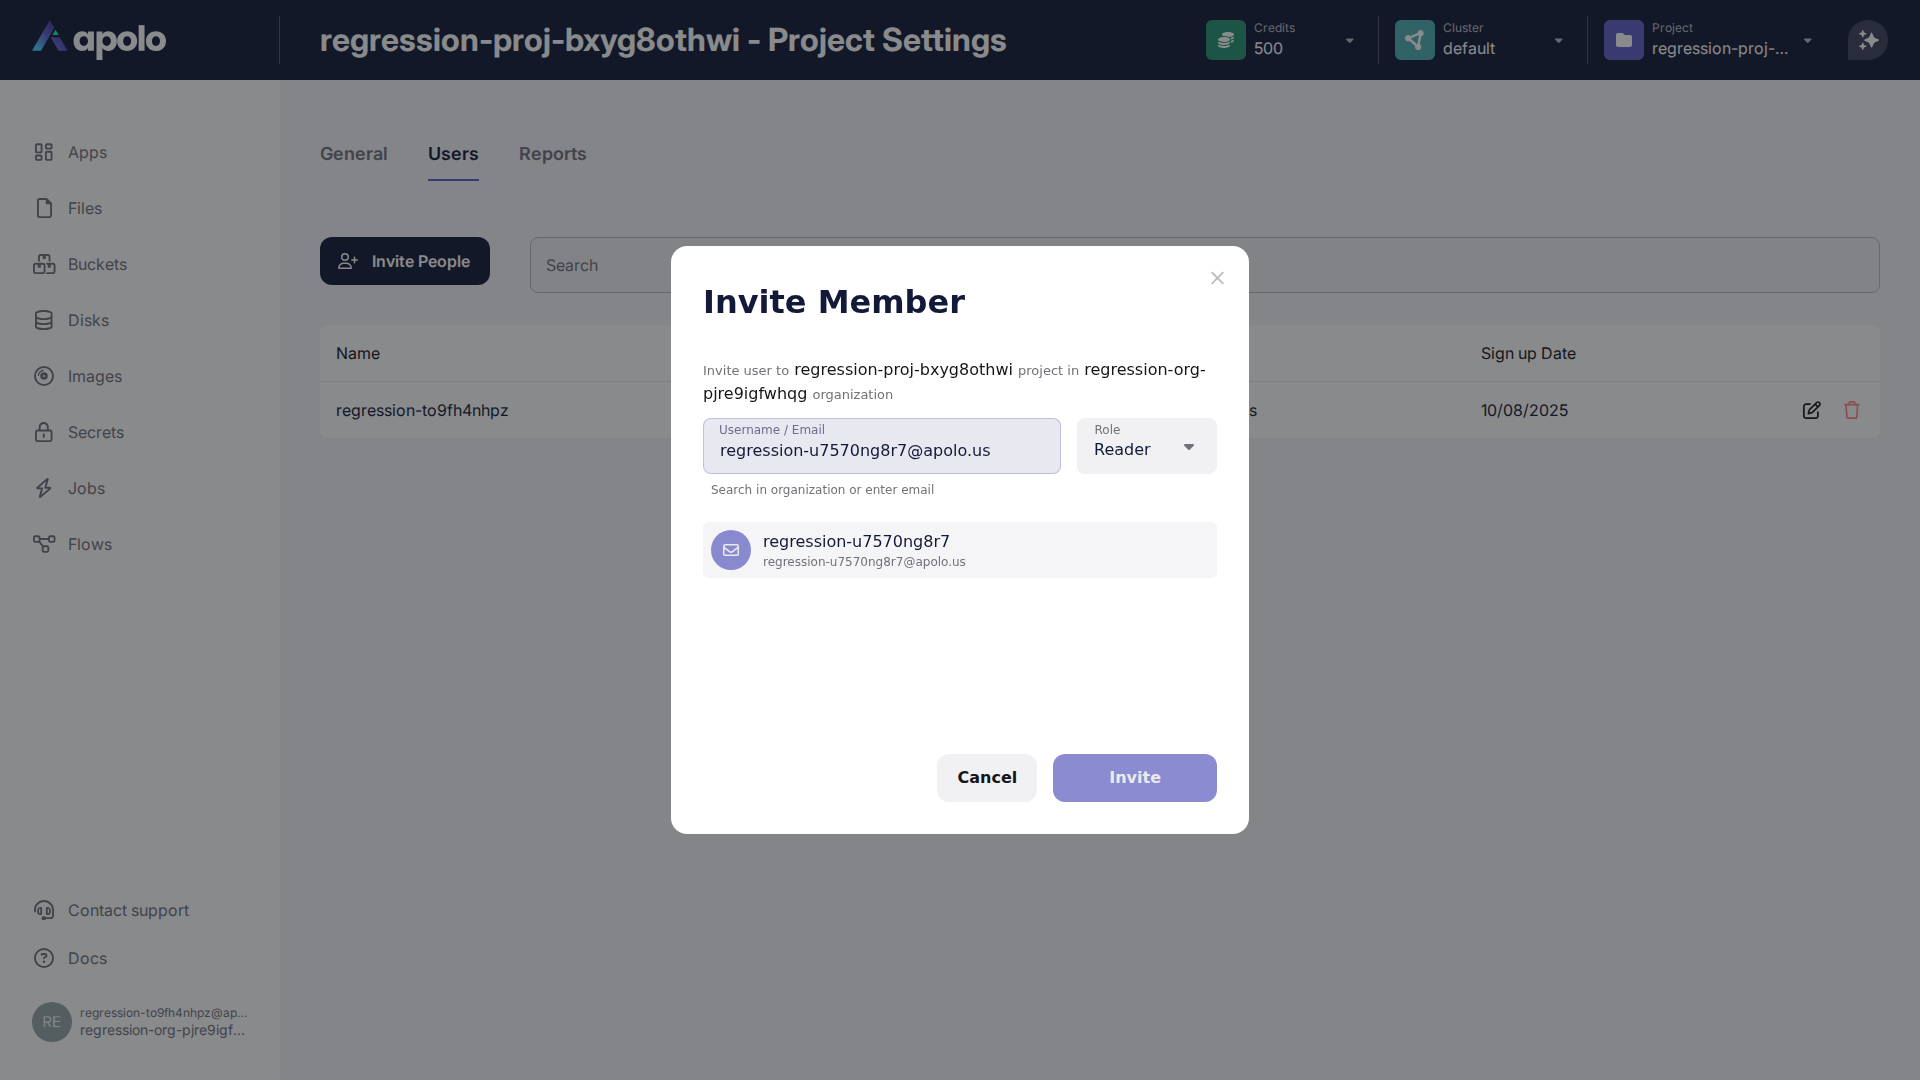 apolo
regression-proj-bxyg8othwi - Project Settings
Credits
500
Cluster
default
Project
regression-proj-...
Apps
Files
Buckets
Disks
Images
Secrets
Jobs
Flows
Contact support
Docs
RE
regression-to9fh4nhpz@ap...
regression-org-pjre9igf...
General
Users
Reports
Invite People
Search
Name
Sign up Date
regression-to9fh4nhpz
s
10/08/2025
Invite Member
Invite user to regression-proj-bxyg8othwi project in regression-org-
pjre9igfwhqg organization
Username / Email
regression-u7570ng8r7@apolo.us
Role
Reader
Search in organization or enter email
regression-u7570ng8r7
regression-u7570ng8r7@apolo.us
Cancel
Invite